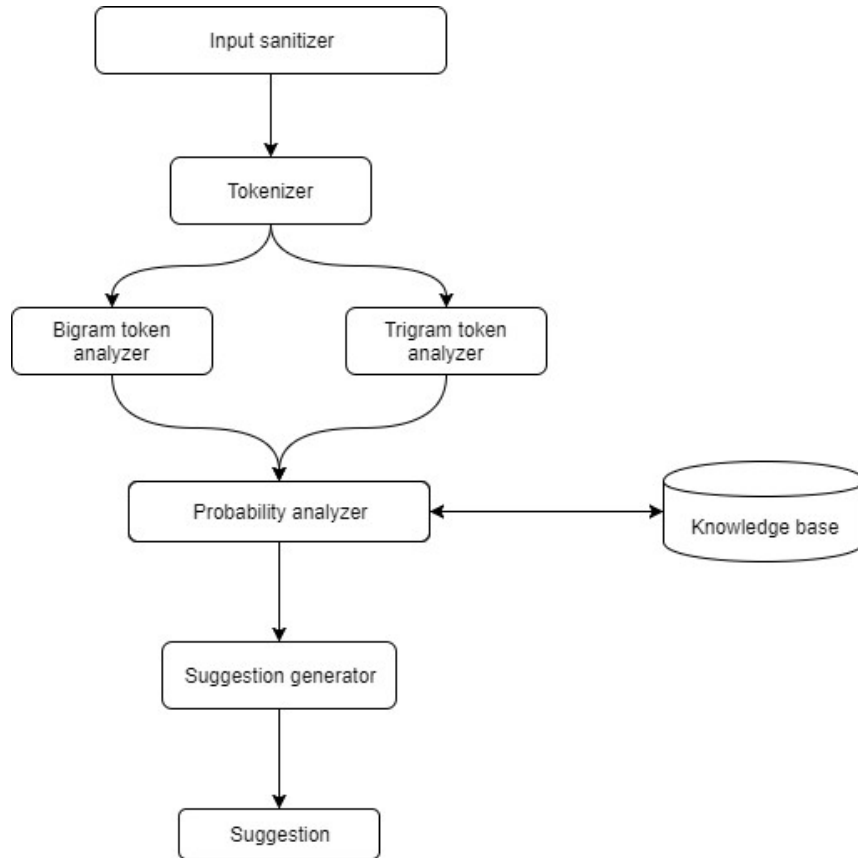 Input sanitizer
Tokenizer
Bigram token
analyzer
Trigram token
analyzer
Probability analyzer
Knowledge base
Suggestion generator
Suggestion